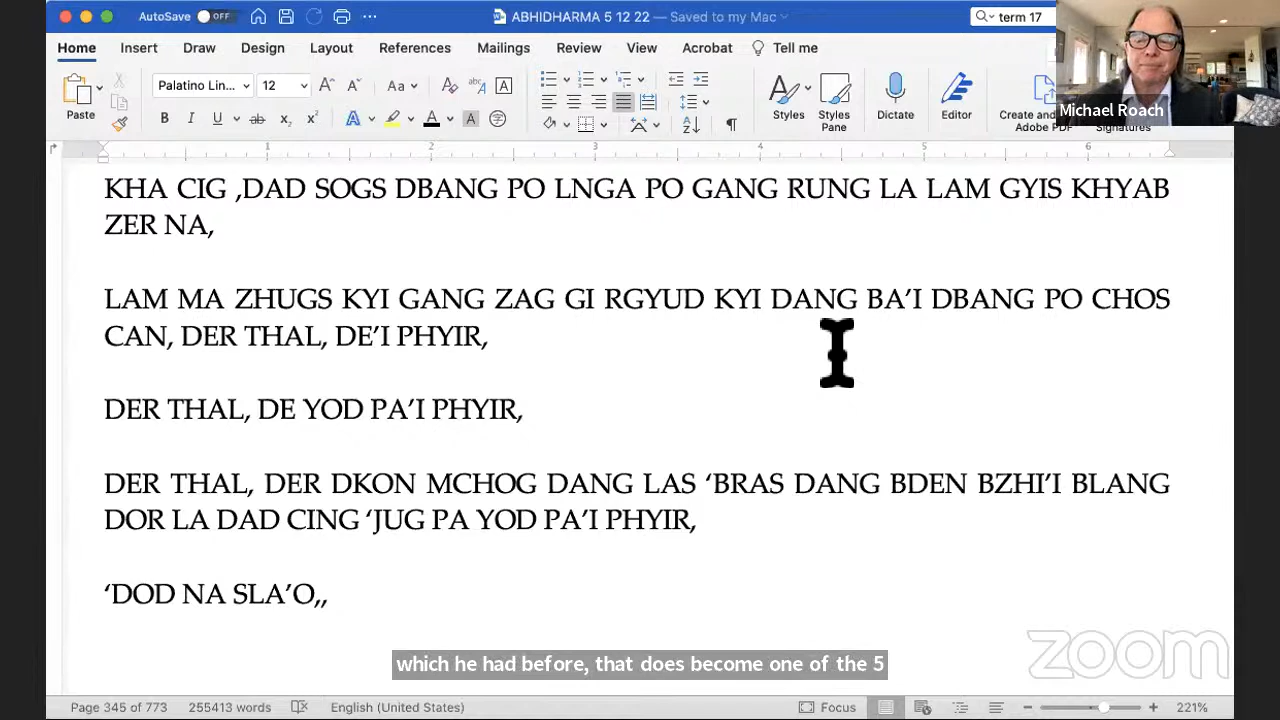 AutoSave OFF ABHIDHARMA 5 12 22 — Saved to my Mac term 17
Home Insert Draw Design Layout References Mailings Review View Acrobat Tell me
Paste Palatino Lin... 12 Styles Styles Pane Dictate Editor Create and Adobe PDF Signatures
Michael Roach
1 2 3 4 5 6
KHA CIG ,DAD SOGS DBANG PO LNGA PO GANG RUNG LA LAM GYIS KHYAB
ZER NA,
LAM MA ZHUGS KYI GANG ZAG GI RGYUD KYI DANG BA’I DBANG PO CHOS
CAN, DER THAL, DE’I PHYIR,
DER THAL, DE YOD PA’I PHYIR,
DER THAL, DER DKON MCHOG DANG LAS ‘BRAS DANG BDEN BZHI’I BLANG
DOR LA DAD CING ‘JUG PA YOD PA’I PHYIR,
‘DOD NA SLA’O,,
zoom
which he had before, that does become one of the 5
Page 345 of 773 255413 words English (United States) Focus 221%